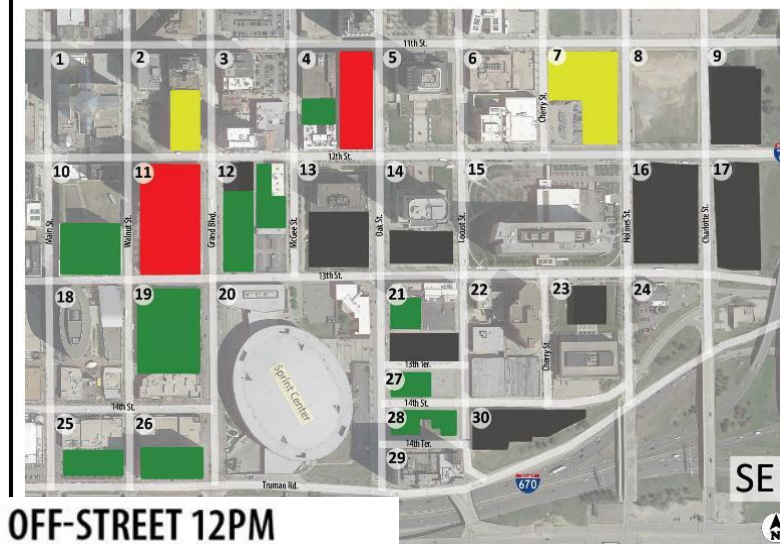 11th St.
1
2
3
4
5
6
7
8
9
Cherry St.
12th St.
10
11
12
13
14
15
16
17
Main St.
Walnut St.
Grand Blvd.
McGee St.
Oak St.
Locust St.
Holmes St.
Charlotte St.
13th St.
18
19
20
21
22
23
24
Cherry St.
13th Ter.
Sprint Center
27
14th St.
14th St.
25
26
28
30
14th Ter.
29
Truman Rd.
670
SE
OFF-STREET 12PM
N